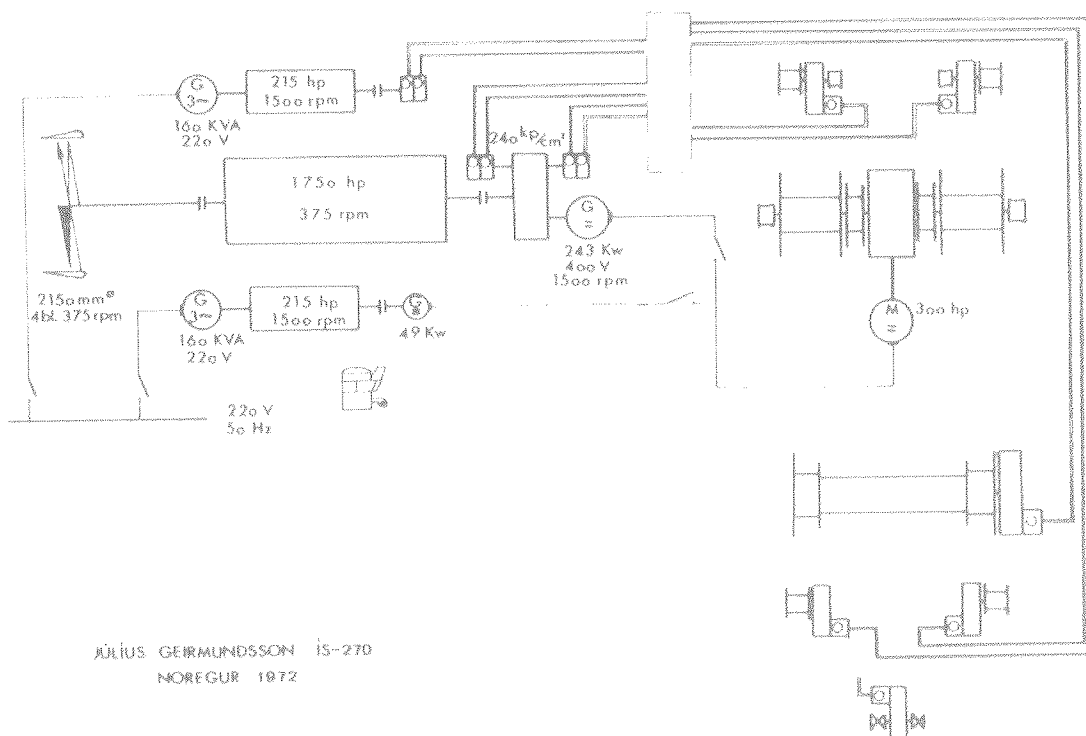 G
3~
215 hp
1500 rpm
160 KVA
220 V
240 kp/cm²
1750 hp
375 rpm
G
=
243 Kw
400 V
1500 rpm
2150mm ø
4bl. 375 rpm
G
3~
215 hp
1500 rpm
160 KVA
220 V
G
49 Kw
M
=
300 hp
220 V
50 Hz
JÚLÍUS GEIRMUNDSSON ÍS-270
NOREGUR 1972